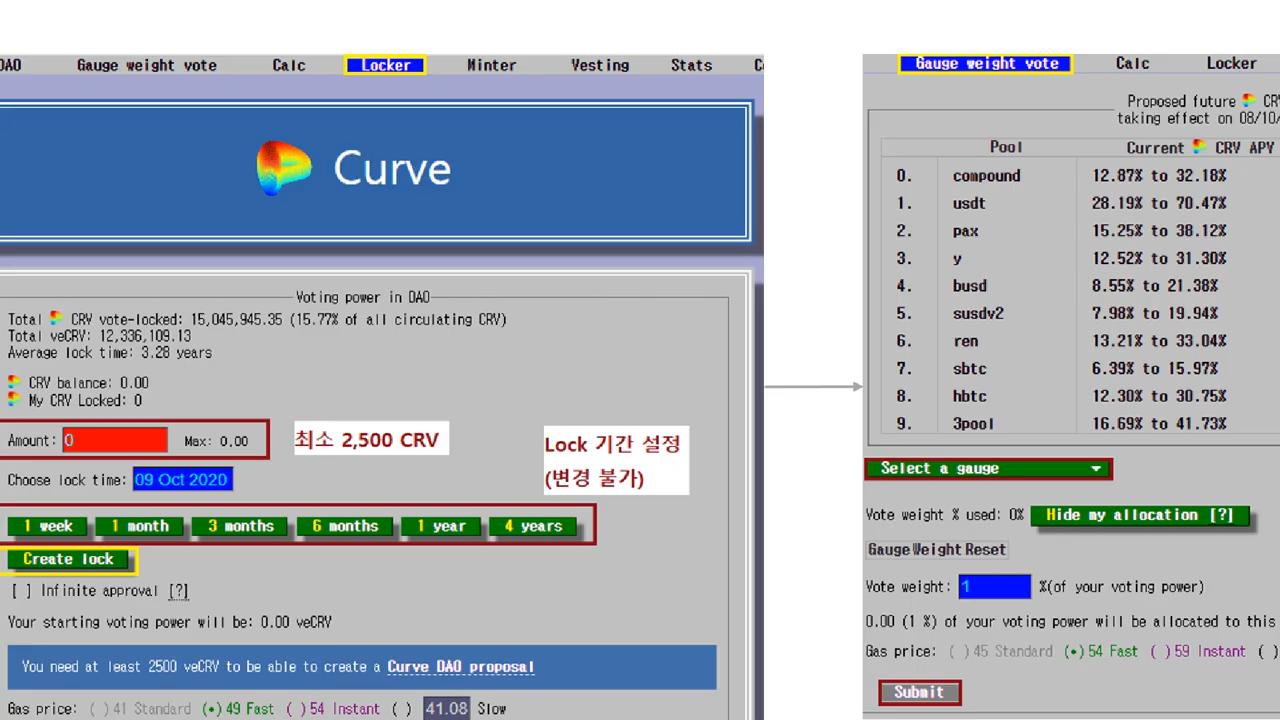 DAO Gauge weight vote Calc Locker Minter Vesting Stats
Curve
Voting power in DAO
Total CRV vote-locked: 15,045,945.35 (15.77% of all circulating CRV)
Total veCRV: 12,336,109.13
Average lock time: 3.28 years
CRV balance: 0.00
My CRV Locked: 0
Amount: 0 Max: 0.00
최소 2,500 CRV
Lock 기간 설정
(변경 불가)
Choose lock time: 09 Oct 2020
1 week 1 month 3 months 6 months 1 year 4 years
Create lock
[ ] Infinite approval [?]
Your starting voting power will be: 0.00 veCRV
You need at least 2500 veCRV to be able to create a Curve DAO proposal
Gas price: ( )41 Standard (•)49 Fast ( )54 Instant ( ) 41.08 Slow
Gauge weight vote Calc Locker
Proposed future CR
taking effect on 08/10/
Pool Current CRV APY
0. compound 12.87% to 32.18%
1. usdt 28.19% to 70.47%
2. pax 15.25% to 38.12%
3. y 12.52% to 31.30%
4. busd 8.55% to 21.38%
5. susdv2 7.98% to 19.94%
6. ren 13.21% to 33.04%
7. sbtc 6.39% to 15.97%
8. hbtc 12.30% to 30.75%
9. 3pool 16.69% to 41.73%
Select a gauge
Vote weight % used: 0% Hide my allocation [?]
Gauge Weight Reset
Vote weight: 1 %(of your voting power)
0.00 (1 %) of your voting power will be allocated to this
Gas price: ( )45 Standard (•)54 Fast ( )59 Instant ( )
Submit